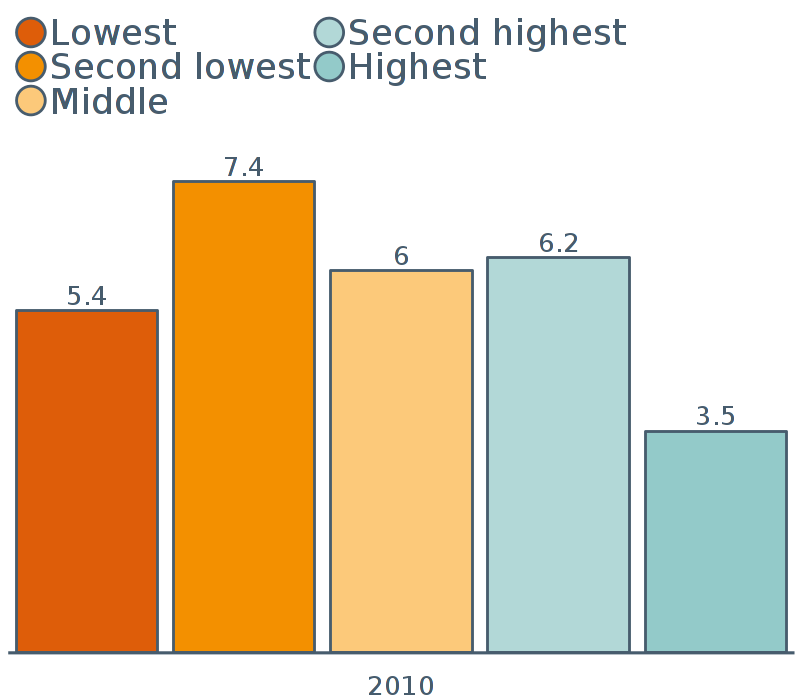 Lowest
Second lowest
Middle
Second highest
Highest
5.4
7.4
6
6.2
3.5
2010